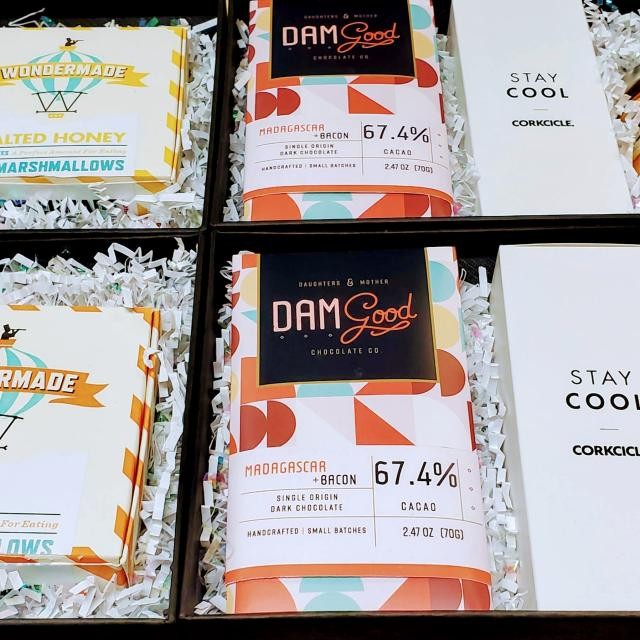 WONDERMADE
ALTED HONEY
A Perfect Amount For Eating
MARSHMALLOWS
DAUGHTERS & MOTHER
DAM Good
CHOCOLATE CO.
MADAGASCAR
+BACON
67.4%
SINGLE ORIGIN
DARK CHOCOLATE
CACAO
HANDCRAFTED | SMALL BATCHES
2.47 OZ (70G)
STAY
COOL
CORKCICLE.
RMADE
For Eating
LOWS
DAUGHTERS & MOTHER
DAM Good
CHOCOLATE CO.
MADAGASCAR
+BACON
67.4%
SINGLE ORIGIN
DARK CHOCOLATE
CACAO
HANDCRAFTED | SMALL BATCHES
2.47 OZ (70G)
STAY
COOL
CORKCICL